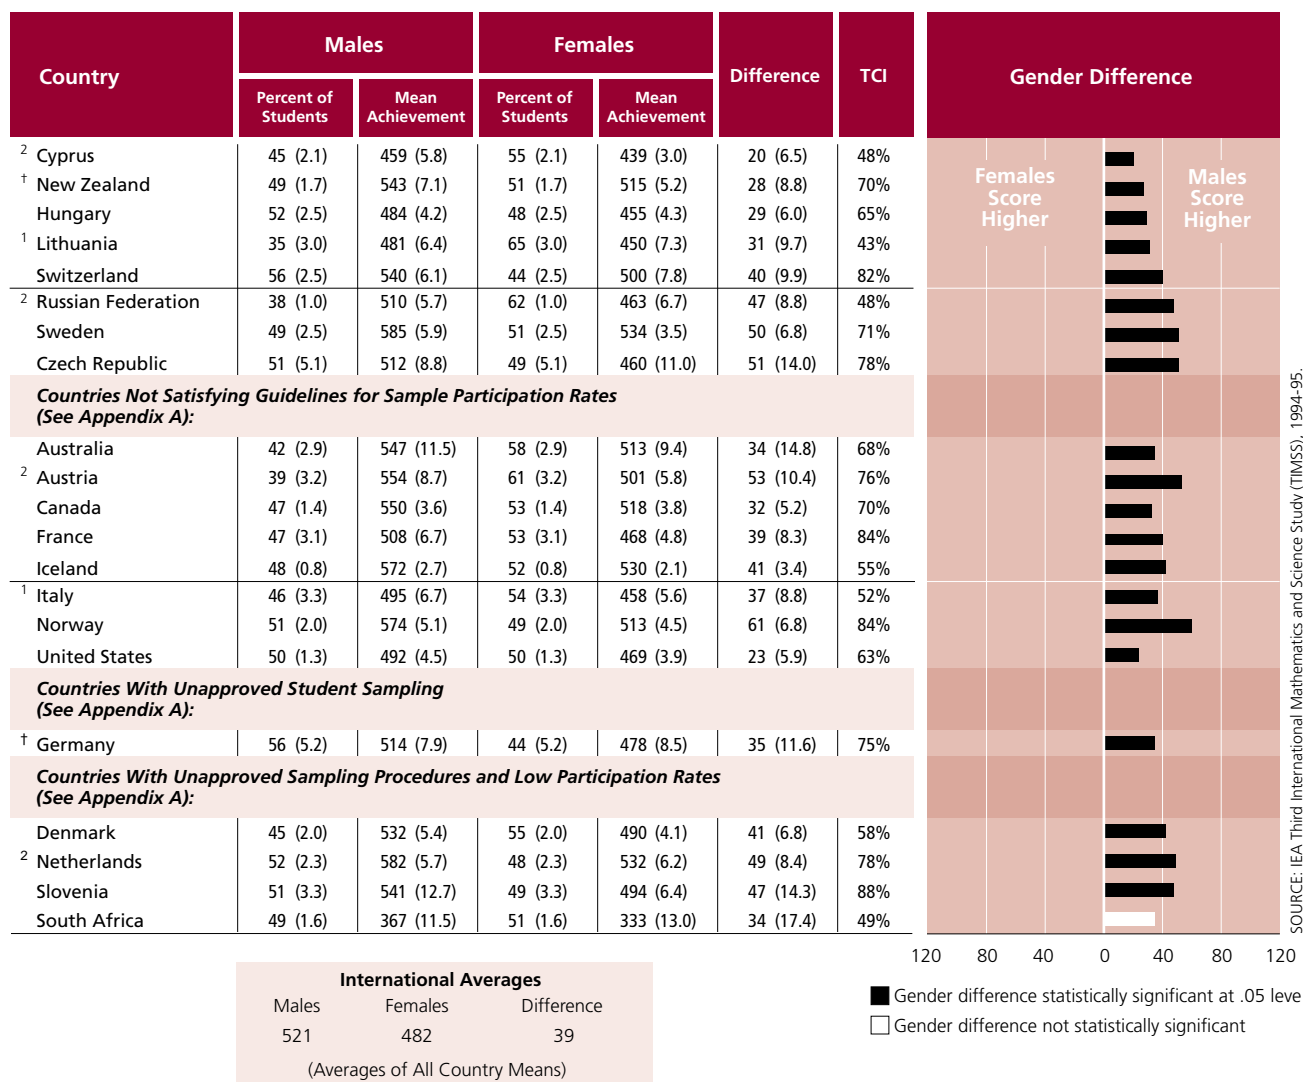 Country
Males
Females
Difference
TCI
Gender Difference
Percent of Students
Mean Achievement
Percent of Students
Mean Achievement
2 Cyprus 45 (2.1) 459 (5.8) 55 (2.1) 439 (3.0) 20 (6.5) 48%
† New Zealand 49 (1.7) 543 (7.1) 51 (1.7) 515 (5.2) 28 (8.8) 70%
Hungary 52 (2.5) 484 (4.2) 48 (2.5) 455 (4.3) 29 (6.0) 65%
1 Lithuania 35 (3.0) 481 (6.4) 65 (3.0) 450 (7.3) 31 (9.7) 43%
Switzerland 56 (2.5) 540 (6.1) 44 (2.5) 500 (7.8) 40 (9.9) 82%
2 Russian Federation 38 (1.0) 510 (5.7) 62 (1.0) 463 (6.7) 47 (8.8) 48%
Sweden 49 (2.5) 585 (5.9) 51 (2.5) 534 (3.5) 50 (6.8) 71%
Czech Republic 51 (5.1) 512 (8.8) 49 (5.1) 460 (11.0) 51 (14.0) 78%
Countries Not Satisfying Guidelines for Sample Participation Rates
(See Appendix A):
Australia 42 (2.9) 547 (11.5) 58 (2.9) 513 (9.4) 34 (14.8) 68%
2 Austria 39 (3.2) 554 (8.7) 61 (3.2) 501 (5.8) 53 (10.4) 76%
Canada 47 (1.4) 550 (3.6) 53 (1.4) 518 (3.8) 32 (5.2) 70%
France 47 (3.1) 508 (6.7) 53 (3.1) 468 (4.8) 39 (8.3) 84%
Iceland 48 (0.8) 572 (2.7) 52 (0.8) 530 (2.1) 41 (3.4) 55%
1 Italy 46 (3.3) 495 (6.7) 54 (3.3) 458 (5.6) 37 (8.8) 52%
Norway 51 (2.0) 574 (5.1) 49 (2.0) 513 (4.5) 61 (6.8) 84%
United States 50 (1.3) 492 (4.5) 50 (1.3) 469 (3.9) 23 (5.9) 63%
Countries With Unapproved Student Sampling
(See Appendix A):
† Germany 56 (5.2) 514 (7.9) 44 (5.2) 478 (8.5) 35 (11.6) 75%
Countries With Unapproved Sampling Procedures and Low Participation Rates
(See Appendix A):
Denmark 45 (2.0) 532 (5.4) 55 (2.0) 490 (4.1) 41 (6.8) 58%
2 Netherlands 52 (2.3) 582 (5.7) 48 (2.3) 532 (6.2) 49 (8.4) 78%
Slovenia 51 (3.3) 541 (12.7) 49 (3.3) 494 (6.4) 47 (14.3) 88%
South Africa 49 (1.6) 367 (11.5) 51 (1.6) 333 (13.0) 34 (17.4) 49%
Females
Score
Higher
Males
Score
Higher
120 80 40 0 40 80 120
Gender difference statistically significant at .05 leve
Gender difference not statistically significant
International Averages
Males Females Difference
521 482 39
(Averages of All Country Means)
SOURCE: IEA Third International Mathematics and Science Study (TIMSS), 1994-95.